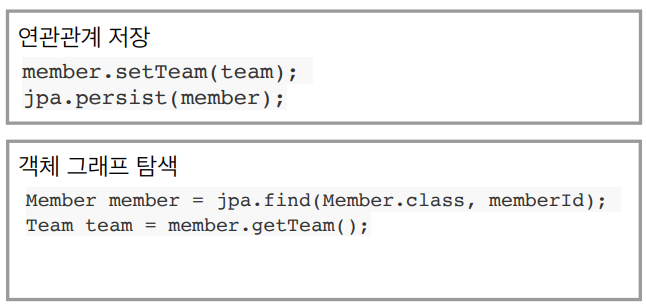 연관관계 저장
member.setTeam(team);
jpa.persist(member);
객체 그래프 탐색
Member member = jpa.find(Member.class, memberId);
Team team = member.getTeam();